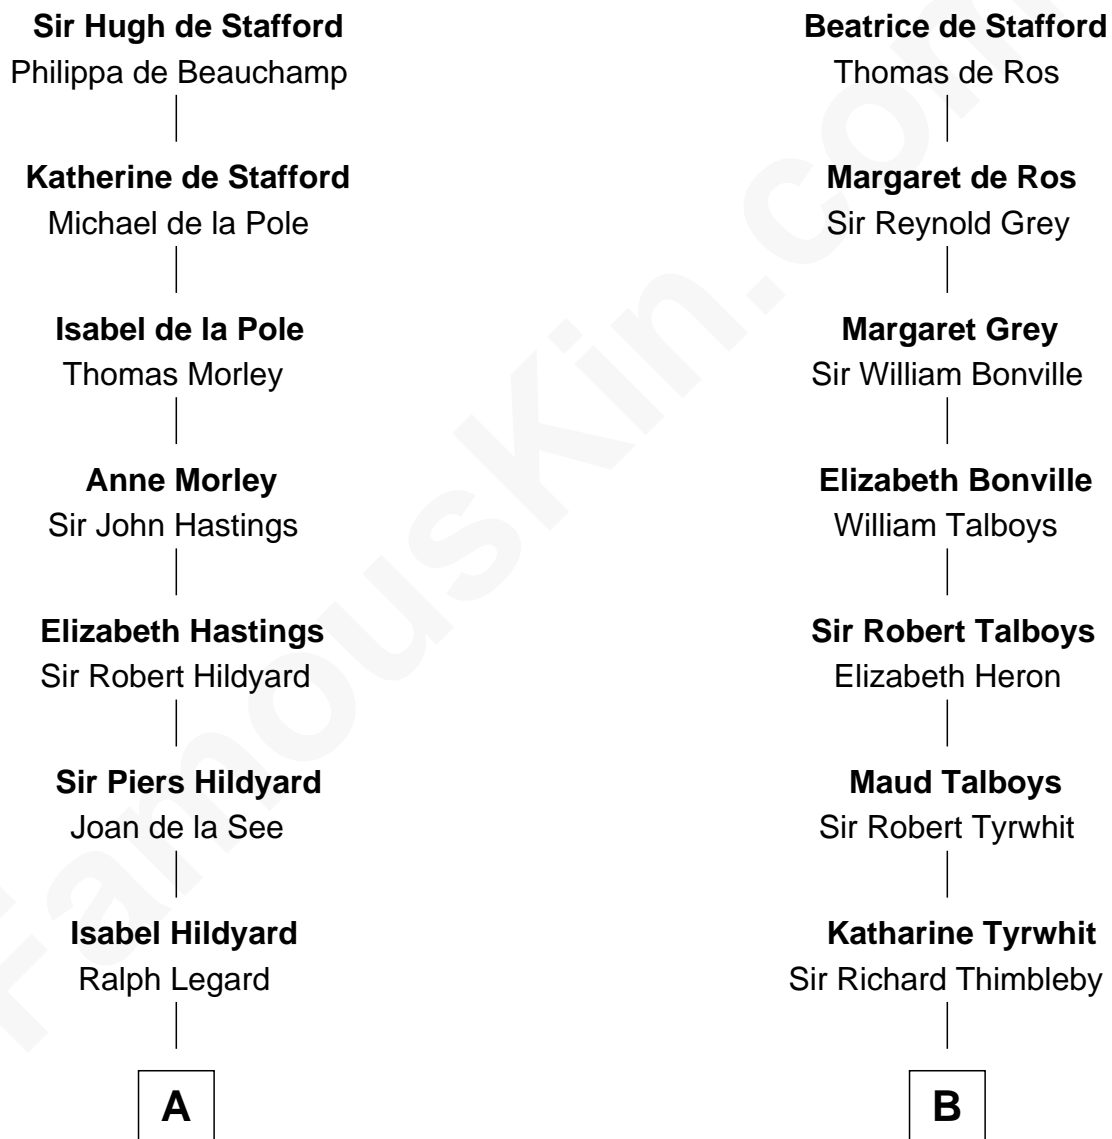 Sir Hugh de Stafford
Philippa de Beauchamp
Katherine de Stafford
Michael de la Pole
Isabel de la Pole
Thomas Morley
Anne Morley
Sir John Hastings
Elizabeth Hastings
Sir Robert Hildyard
Sir Piers Hildyard
Joan de la See
Isabel Hildyard
Ralph Legard
A
Beatrice de Stafford
Thomas de Ros
Margaret de Ros
Sir Reynold Grey
Margaret Grey
Sir William Bonville
Elizabeth Bonville
William Talboys
Sir Robert Talboys
Elizabeth Heron
Maud Talboys
Sir Robert Tyrwhit
Katharine Tyrwhit
Sir Richard Thimbleby
B
FamousKin.com